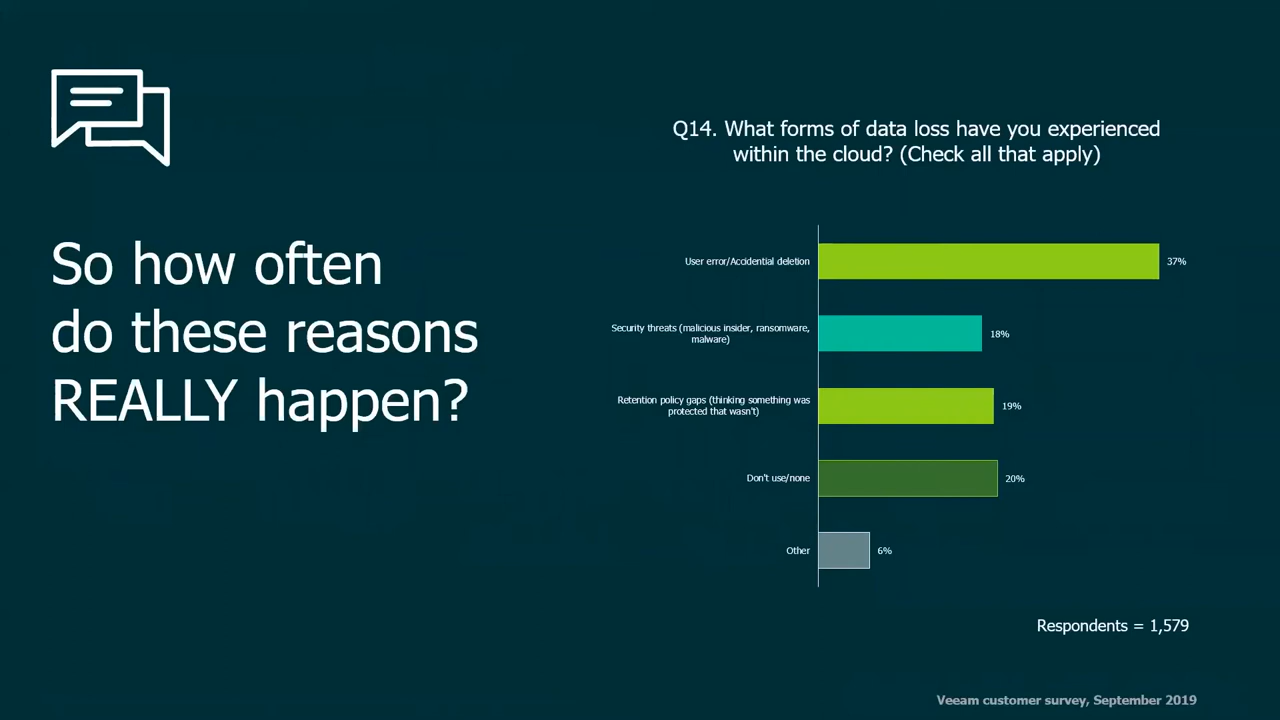 So how often
do these reasons
REALLY happen?
Q14. What forms of data loss have you experienced
within the cloud? (Check all that apply)
User error/Accidential deletion
37%
Security threats (malicious insider, ransomware,
malware)
18%
Retention policy gaps (thinking something was
protected that wasn't)
19%
Don't use/none
20%
Other
6%
Respondents = 1,579
Veeam customer survey, September 2019